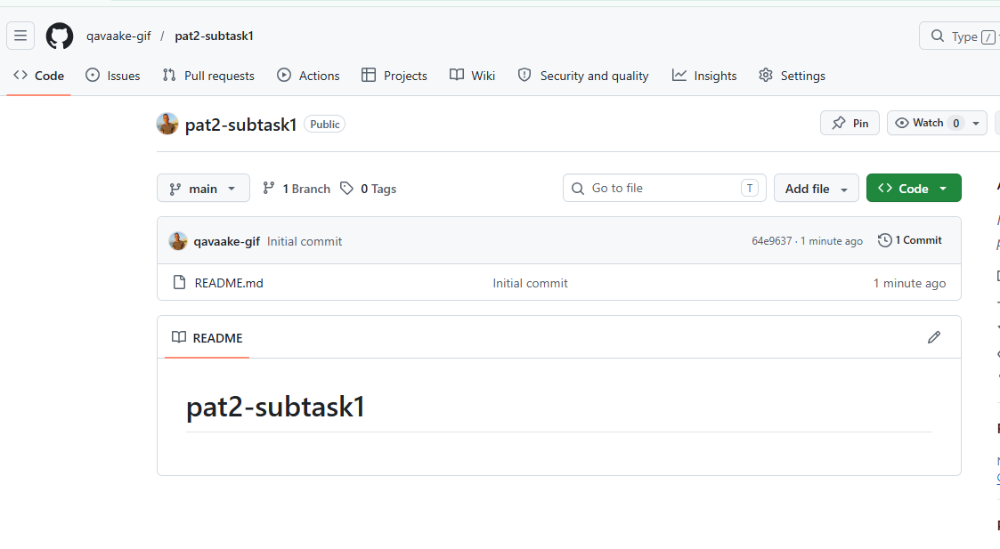 qavaake-gif / pat2-subtask1
Type /
Code Issues Pull requests Actions Projects Wiki Security and quality Insights Settings
pat2-subtask1 Public
Pin Watch 0
main 1 Branch 0 Tags Go to file T Add file Code
qavaake-gif Initial commit 64e9637 · 1 minute ago 1 Commit
README.md Initial commit 1 minute ago
README
pat2-subtask1